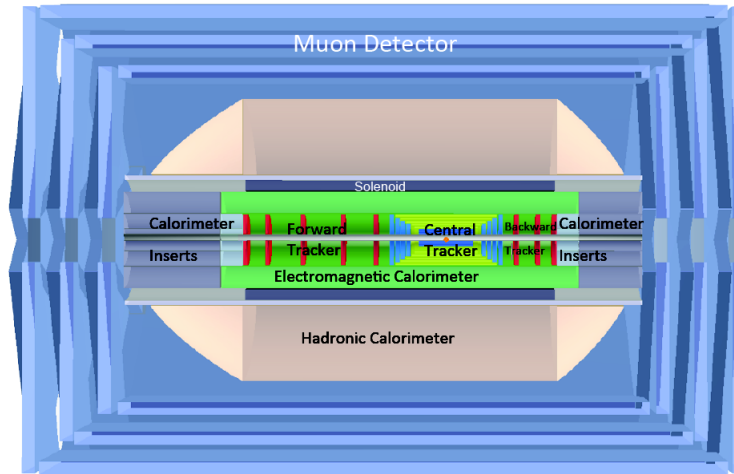 Muon Detector
Solenoid
Calorimeter Forward Central Backward Calorimeter
Inserts Tracker Tracker Tracker Inserts
Electromagnetic Calorimeter
Hadronic Calorimeter